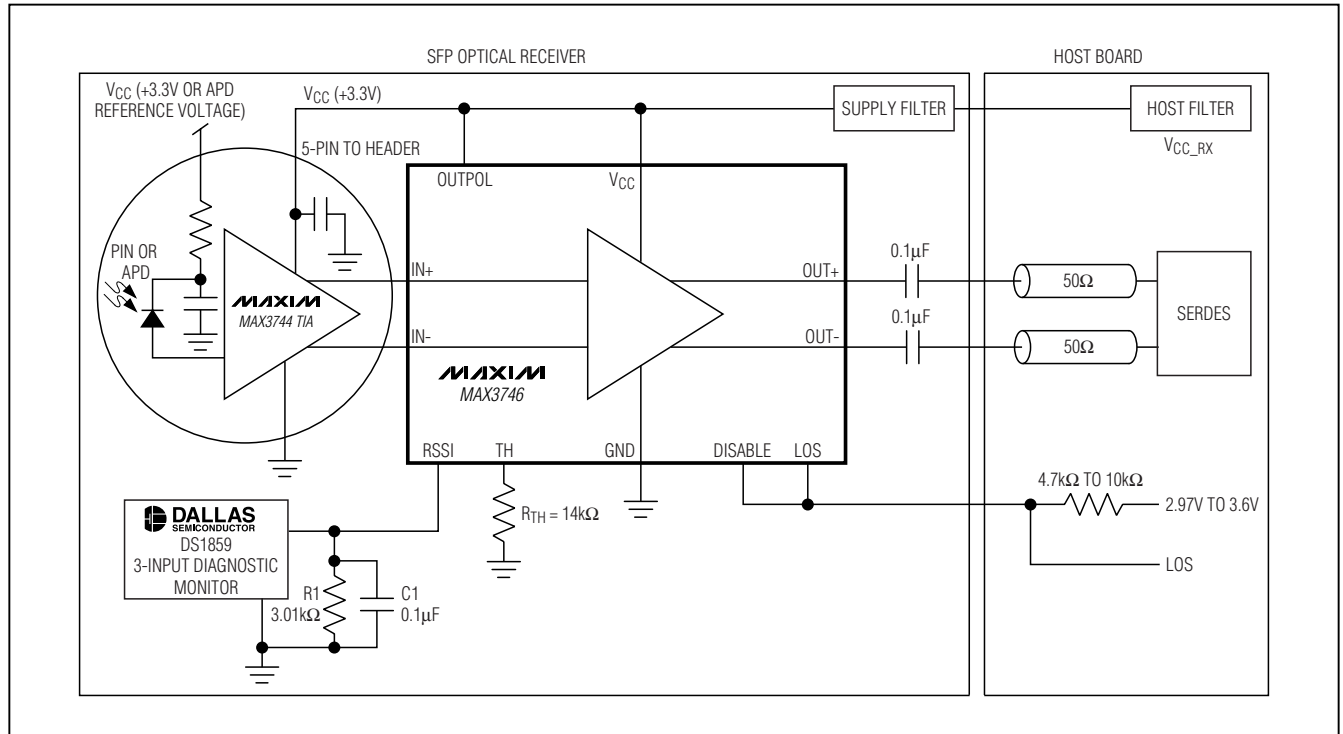 SFP OPTICAL RECEIVER
HOST BOARD
VCC (+3.3V OR APD
REFERENCE VOLTAGE)
VCC (+3.3V)
SUPPLY FILTER
HOST FILTER
VCC_RX
5-PIN TO HEADER
OUTPOL
VCC
PIN OR
APD
MAXIM
MAX3744 TIA
IN+
IN-
MAXIM
MAX3746
OUT+
OUT-
0.1µF
0.1µF
50Ω
50Ω
SERDES
RSSI
TH
GND
DISABLE
LOS
RTH = 14kΩ
4.7kΩ TO 10kΩ
2.97V TO 3.6V
LOS
DALLAS
SEMICONDUCTOR
DS1859
3-INPUT DIAGNOSTIC
MONITOR
R1
3.01kΩ
C1
0.1µF